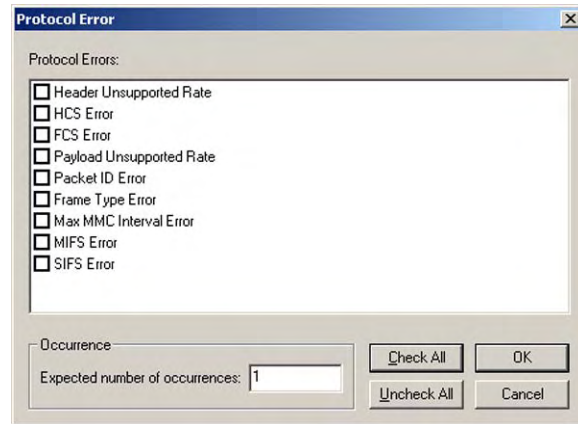 Protocol Error
Protocol Errors:
Header Unsupported Rate
HCS Error
FCS Error
Payload Unsupported Rate
Packet ID Error
Frame Type Error
Max MMC Interval Error
MIFS Error
SIFS Error
Occurrence
Expected number of occurrences: 1
Check All OK
Uncheck All Cancel